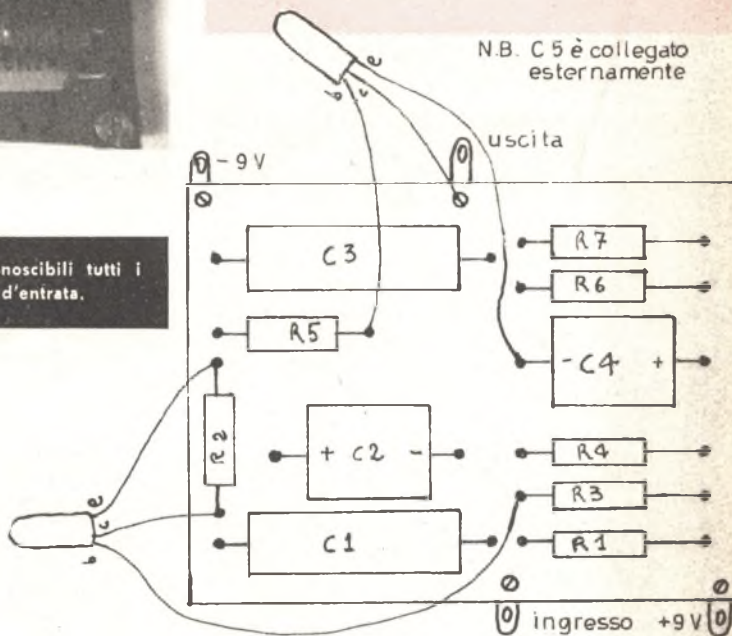 N.B. C 5 è collegato
esternamente
e
c
b
uscita
- 9 V
C3
R7
R6
noscibili tutti i
d'entrata.
R5
- C4 +
R2
+ C2 -
R4
R3
e
c
b
C1
R1
ingresso +9 V